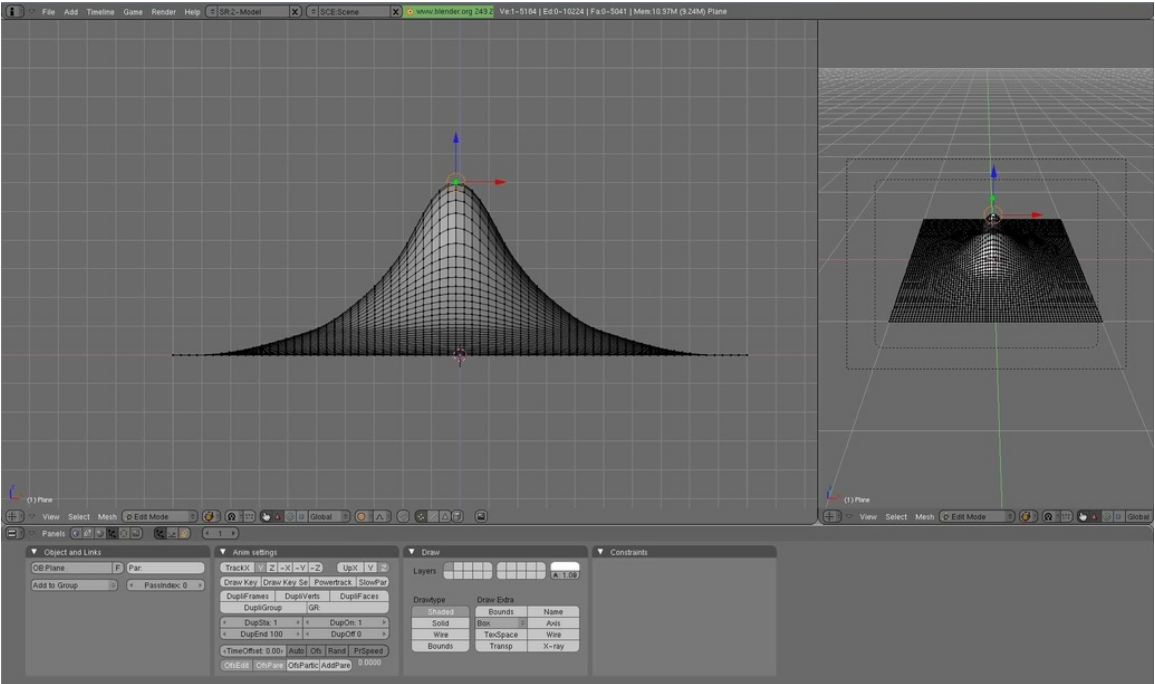 File Add Timeline Game Render Help SR:2-Model X SCE:Scene X www.blender.org 249.2 Ve:1-5184 | Ed:0-10224 | Fa:0-5041 | Mem:10.97M (9.24M) Plane
(1) Plane
(1) Plane
View Select Mesh Edit Mode Global
View Select Mesh Edit Mode Global
Panels 1
Object and Links
OB:Plane F Par:
Add to Group PassIndex: 0
Anim settings
TrackX Y Z -X -Y -Z UpX Y Z
Draw Key Draw Key Se Powertrack SlowPar
DupliFrames DupliVerts DupliFaces
DupliGroup GR:
DupSta: 1 DupOn: 1
DupEnd 100 DupOff 0
TimeOffset: 0.00 Auto Ofs Rand PrSpeed
OfsEdit OfsPare OfsPartic AddPare 0.0000
Draw
Layers
Drawtype Draw Extra
Shaded Bounds Name
Solid Box Axis
Wire TexSpace Wire
Bounds Transp X-ray
Constraints